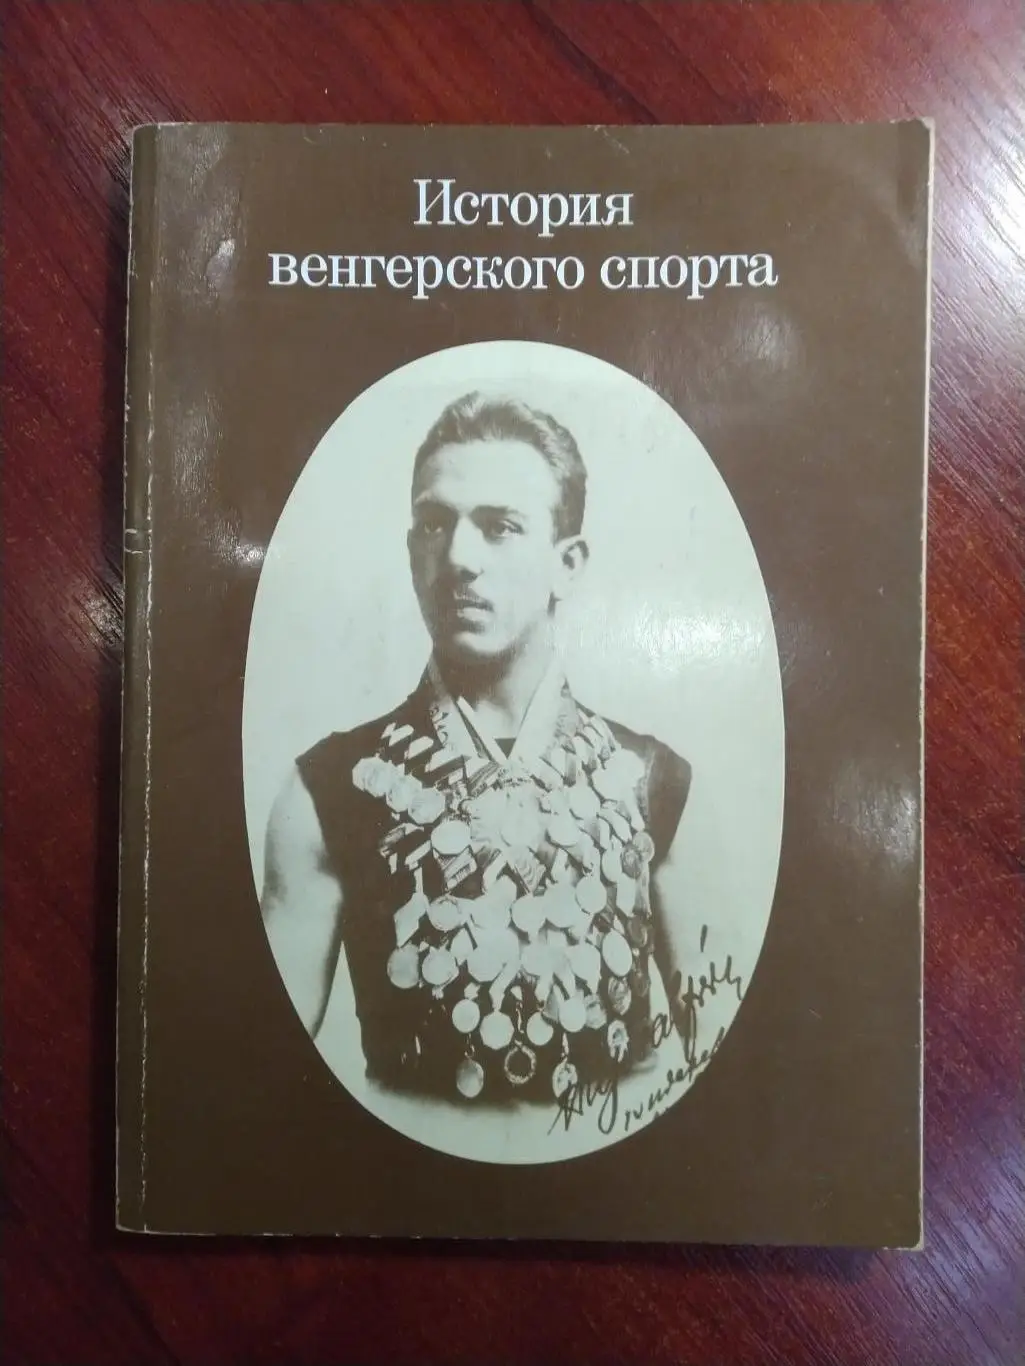 История
венгерского спорта